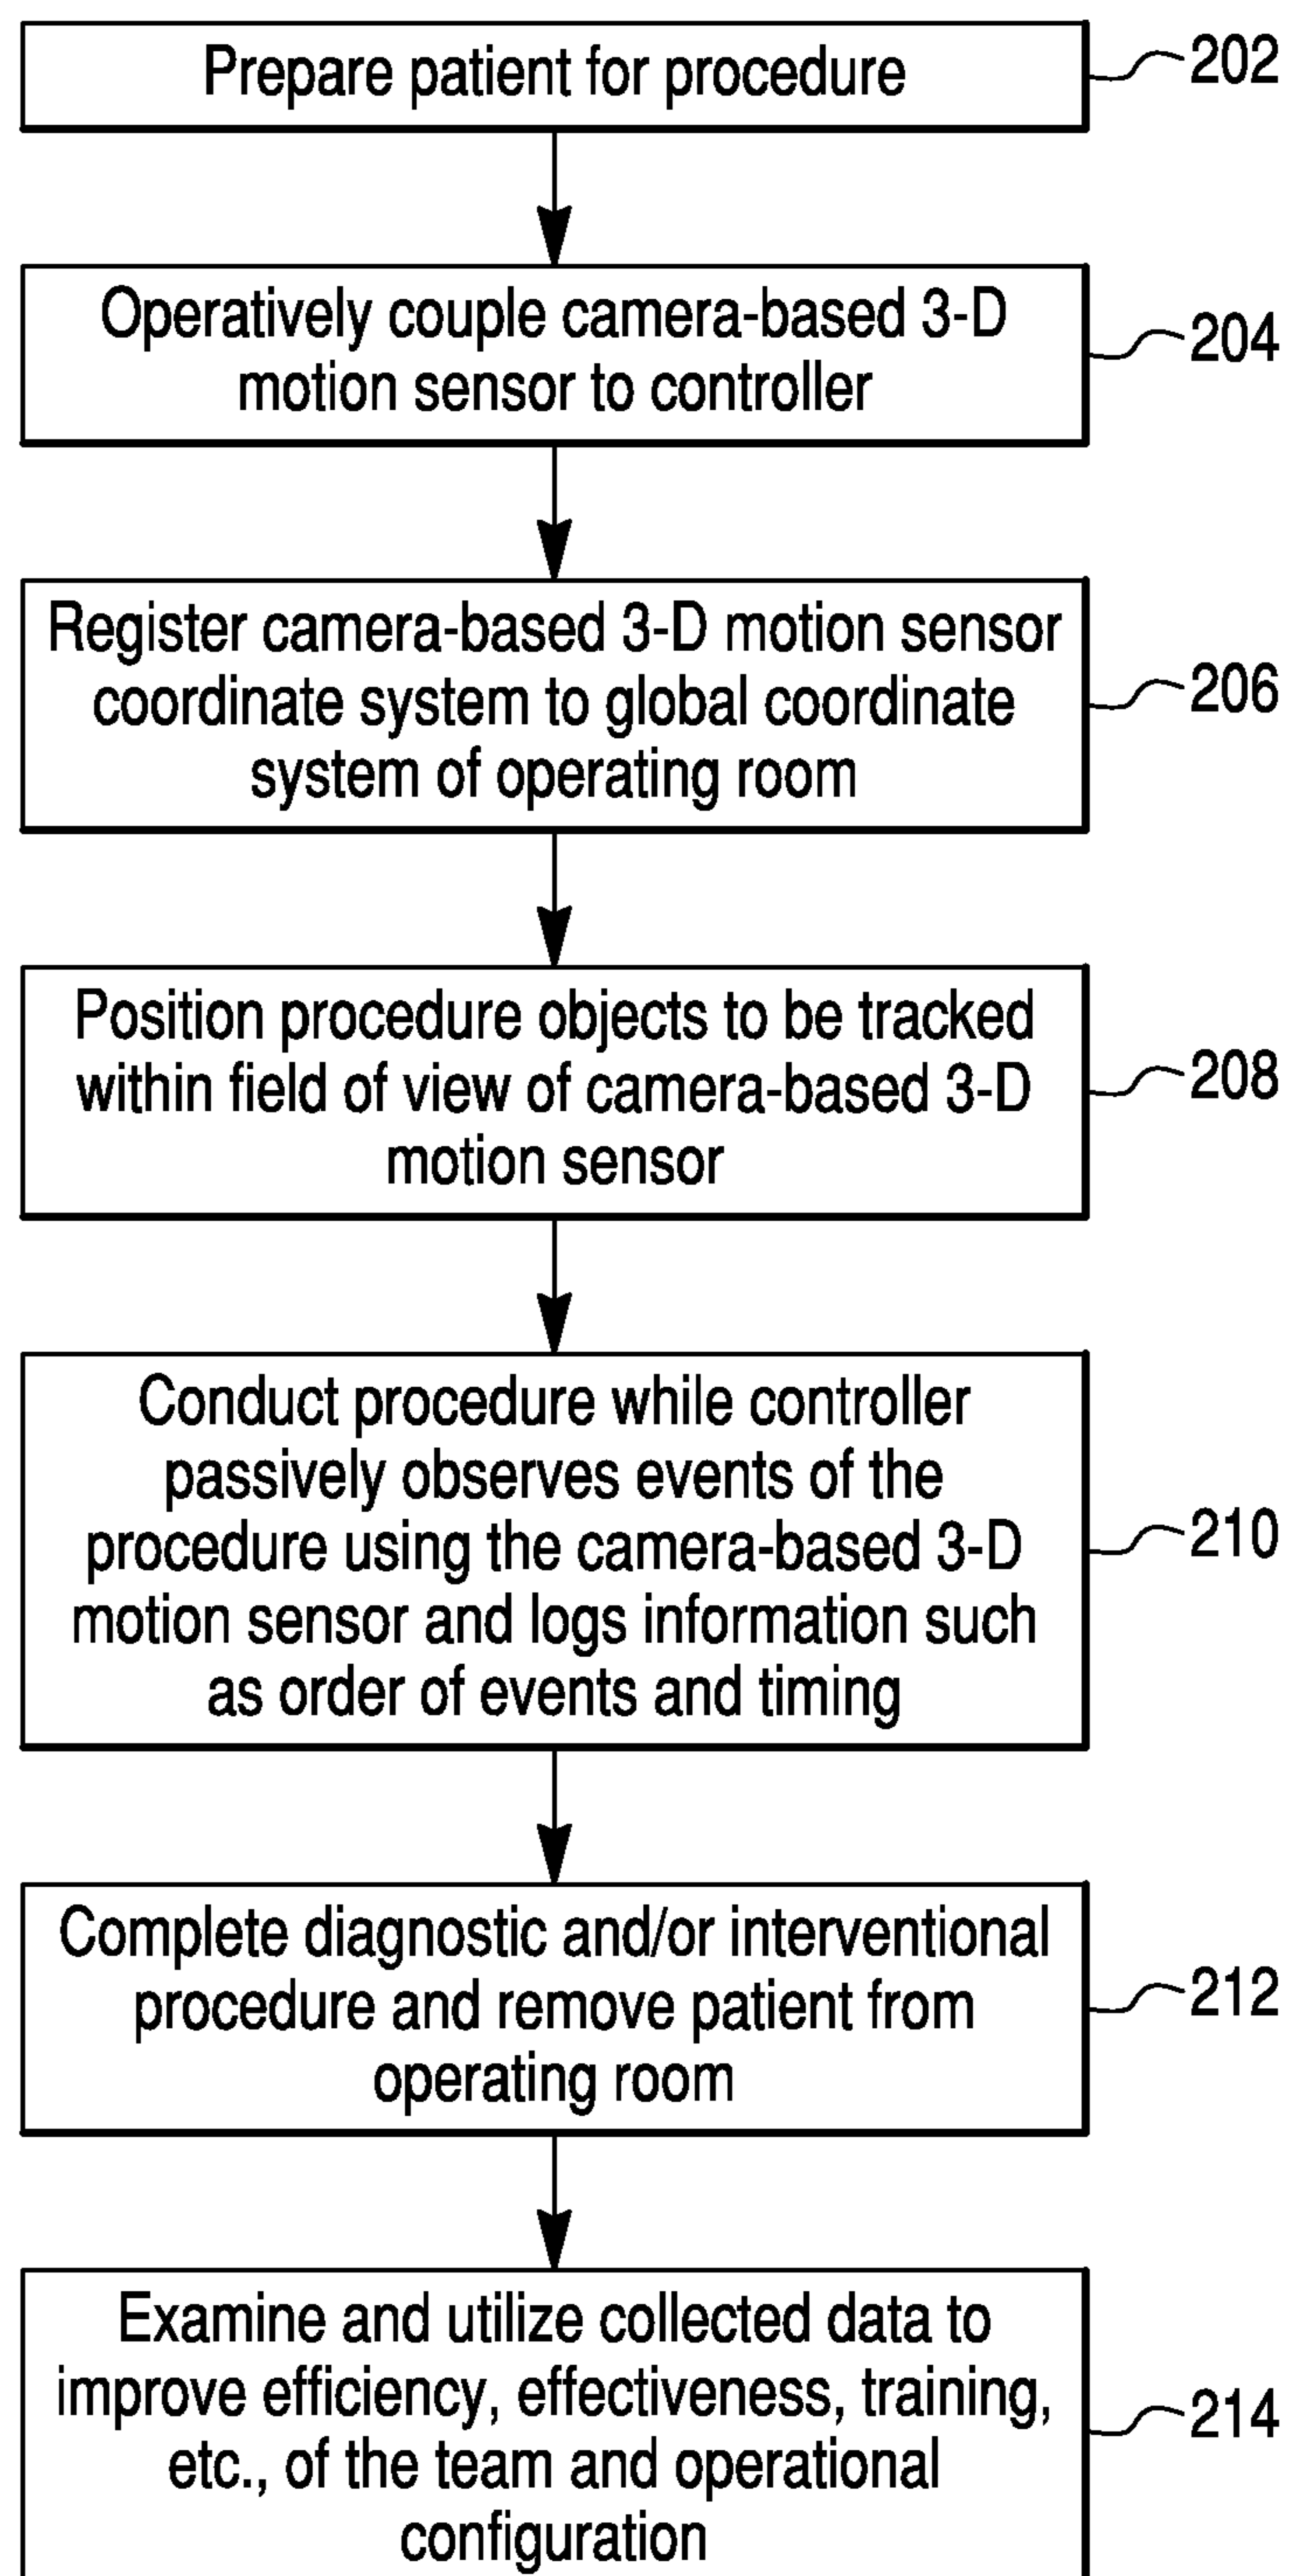 Prepare patient for procedure
202
Operatively couple camera-based 3-D
motion sensor to controller
204
Register camera-based 3-D motion sensor
coordinate system to global coordinate
system of operating room
206
Position procedure objects to be tracked
within field of view of camera-based 3-D
motion sensor
208
Conduct procedure while controller
passively observes events of the
procedure using the camera-based 3-D
motion sensor and logs information such
as order of events and timing
210
Complete diagnostic and/or interventional
procedure and remove patient from
operating room
212
Examine and utilize collected data to
improve efficiency, effectiveness, training,
etc., of the team and operational
configuration
214